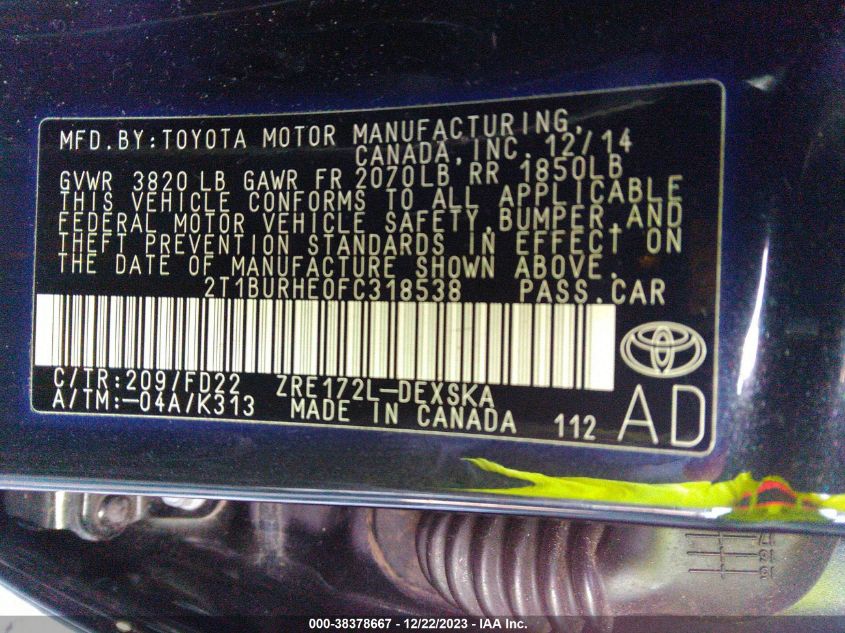 MFD.BY:TOYOTA MOTOR MANUFACTURING,
CANADA,INC. 12/14
GVWR 3820 LB GAWR FR 2070LB RR 1850LB
THIS VEHICLE CONFORMS TO ALL APPLICABLE
FEDERAL MOTOR VEHICLE SAFETY,BUMPER,AND
THEFT PREVENTION STANDARDS IN EFFECT ON
THE DATE OF MANUFACTURE SHOWN ABOVE.
2T1BURHE0FC318538 PASS.CAR
C/TR:209/FD22 ZRE172L-DEXSKA
A/TM:-04A/K313 MADE IN CANADA 112 AD
000-38378667 - 12/22/2023 - IAA Inc.